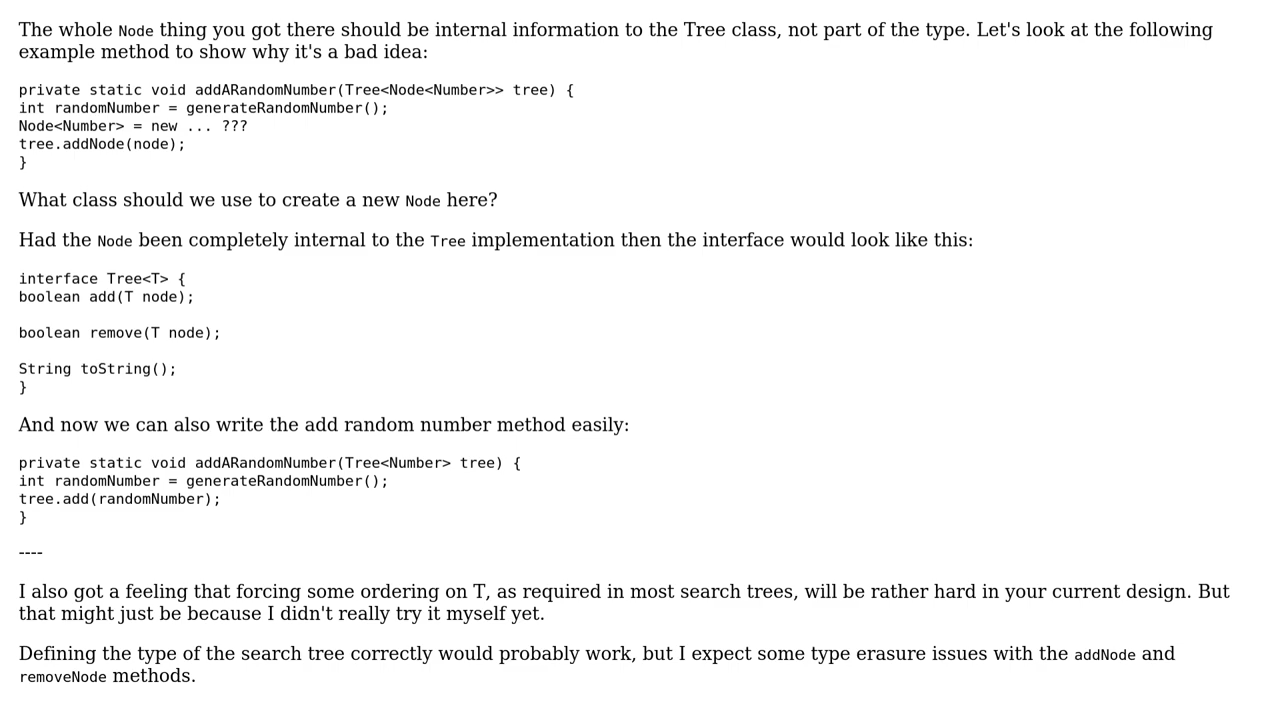 The whole Node thing you got there should be internal information to the Tree class, not part of the type. Let's look at the following
example method to show why it's a bad idea:
private static void addARandomNumber(Tree<Node<Number>> tree) {
int randomNumber = generateRandomNumber();
Node<Number> = new ... ???
tree.addNode(node);
}
What class should we use to create a new Node here?
Had the Node been completely internal to the Tree implementation then the interface would look like this:
interface Tree<T> {
boolean add(T node);
boolean remove(T node);
String toString();
}
And now we can also write the add random number method easily:
private static void addARandomNumber(Tree<Number> tree) {
int randomNumber = generateRandomNumber();
tree.add(randomNumber);
}
----
I also got a feeling that forcing some ordering on T, as required in most search trees, will be rather hard in your current design. But
that might just be because I didn't really try it myself yet.
Defining the type of the search tree correctly would probably work, but I expect some type erasure issues with the addNode and
removeNode methods.